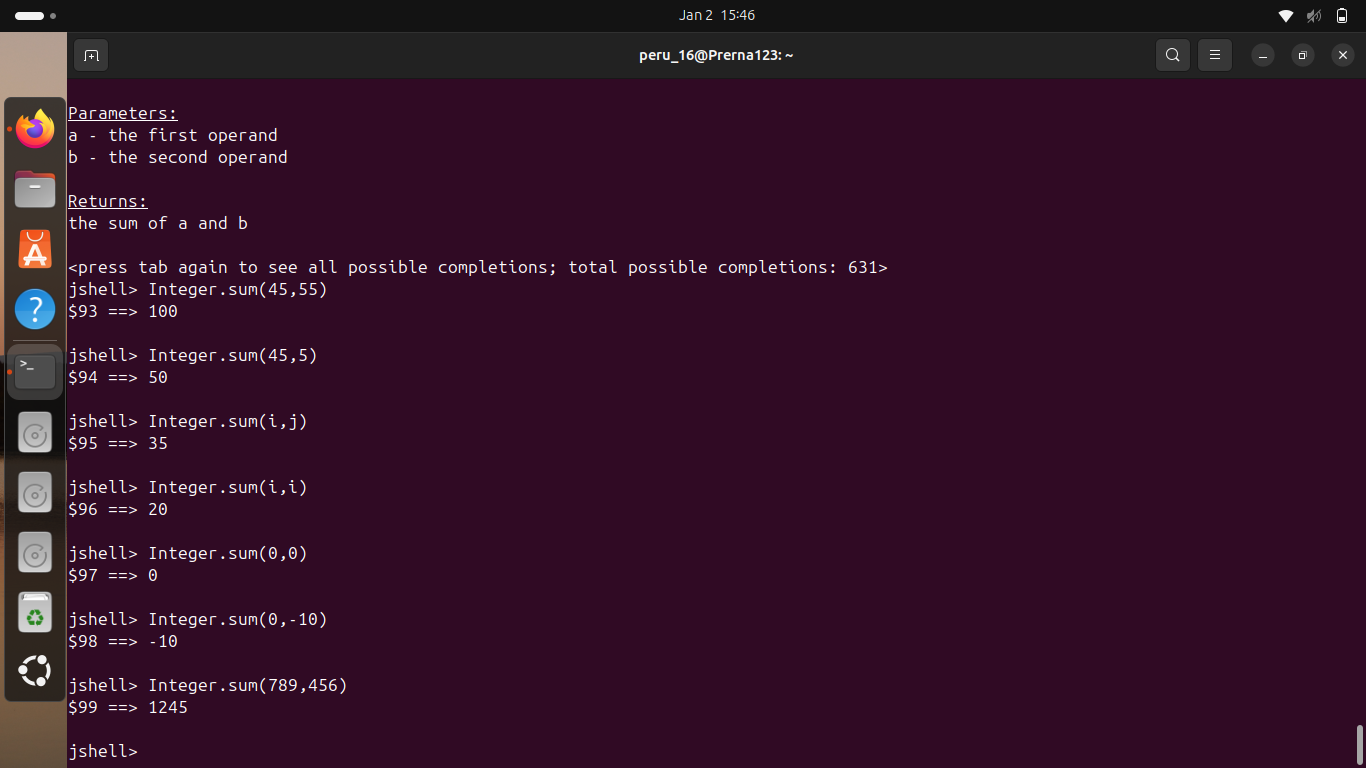 Jan 2 15:46
peru_16@Prerna123: ~
Parameters:
a - the first operand
b - the second operand
Returns:
the sum of a and b
<press tab again to see all possible completions; total possible completions: 631>
jshell> Integer.sum(45,55)
$93 ==> 100
jshell> Integer.sum(45,5)
$94 ==> 50
jshell> Integer.sum(i,j)
$95 ==> 35
jshell> Integer.sum(i,i)
$96 ==> 20
jshell> Integer.sum(0,0)
$97 ==> 0
jshell> Integer.sum(0,-10)
$98 ==> -10
jshell> Integer.sum(789,456)
$99 ==> 1245
jshell>